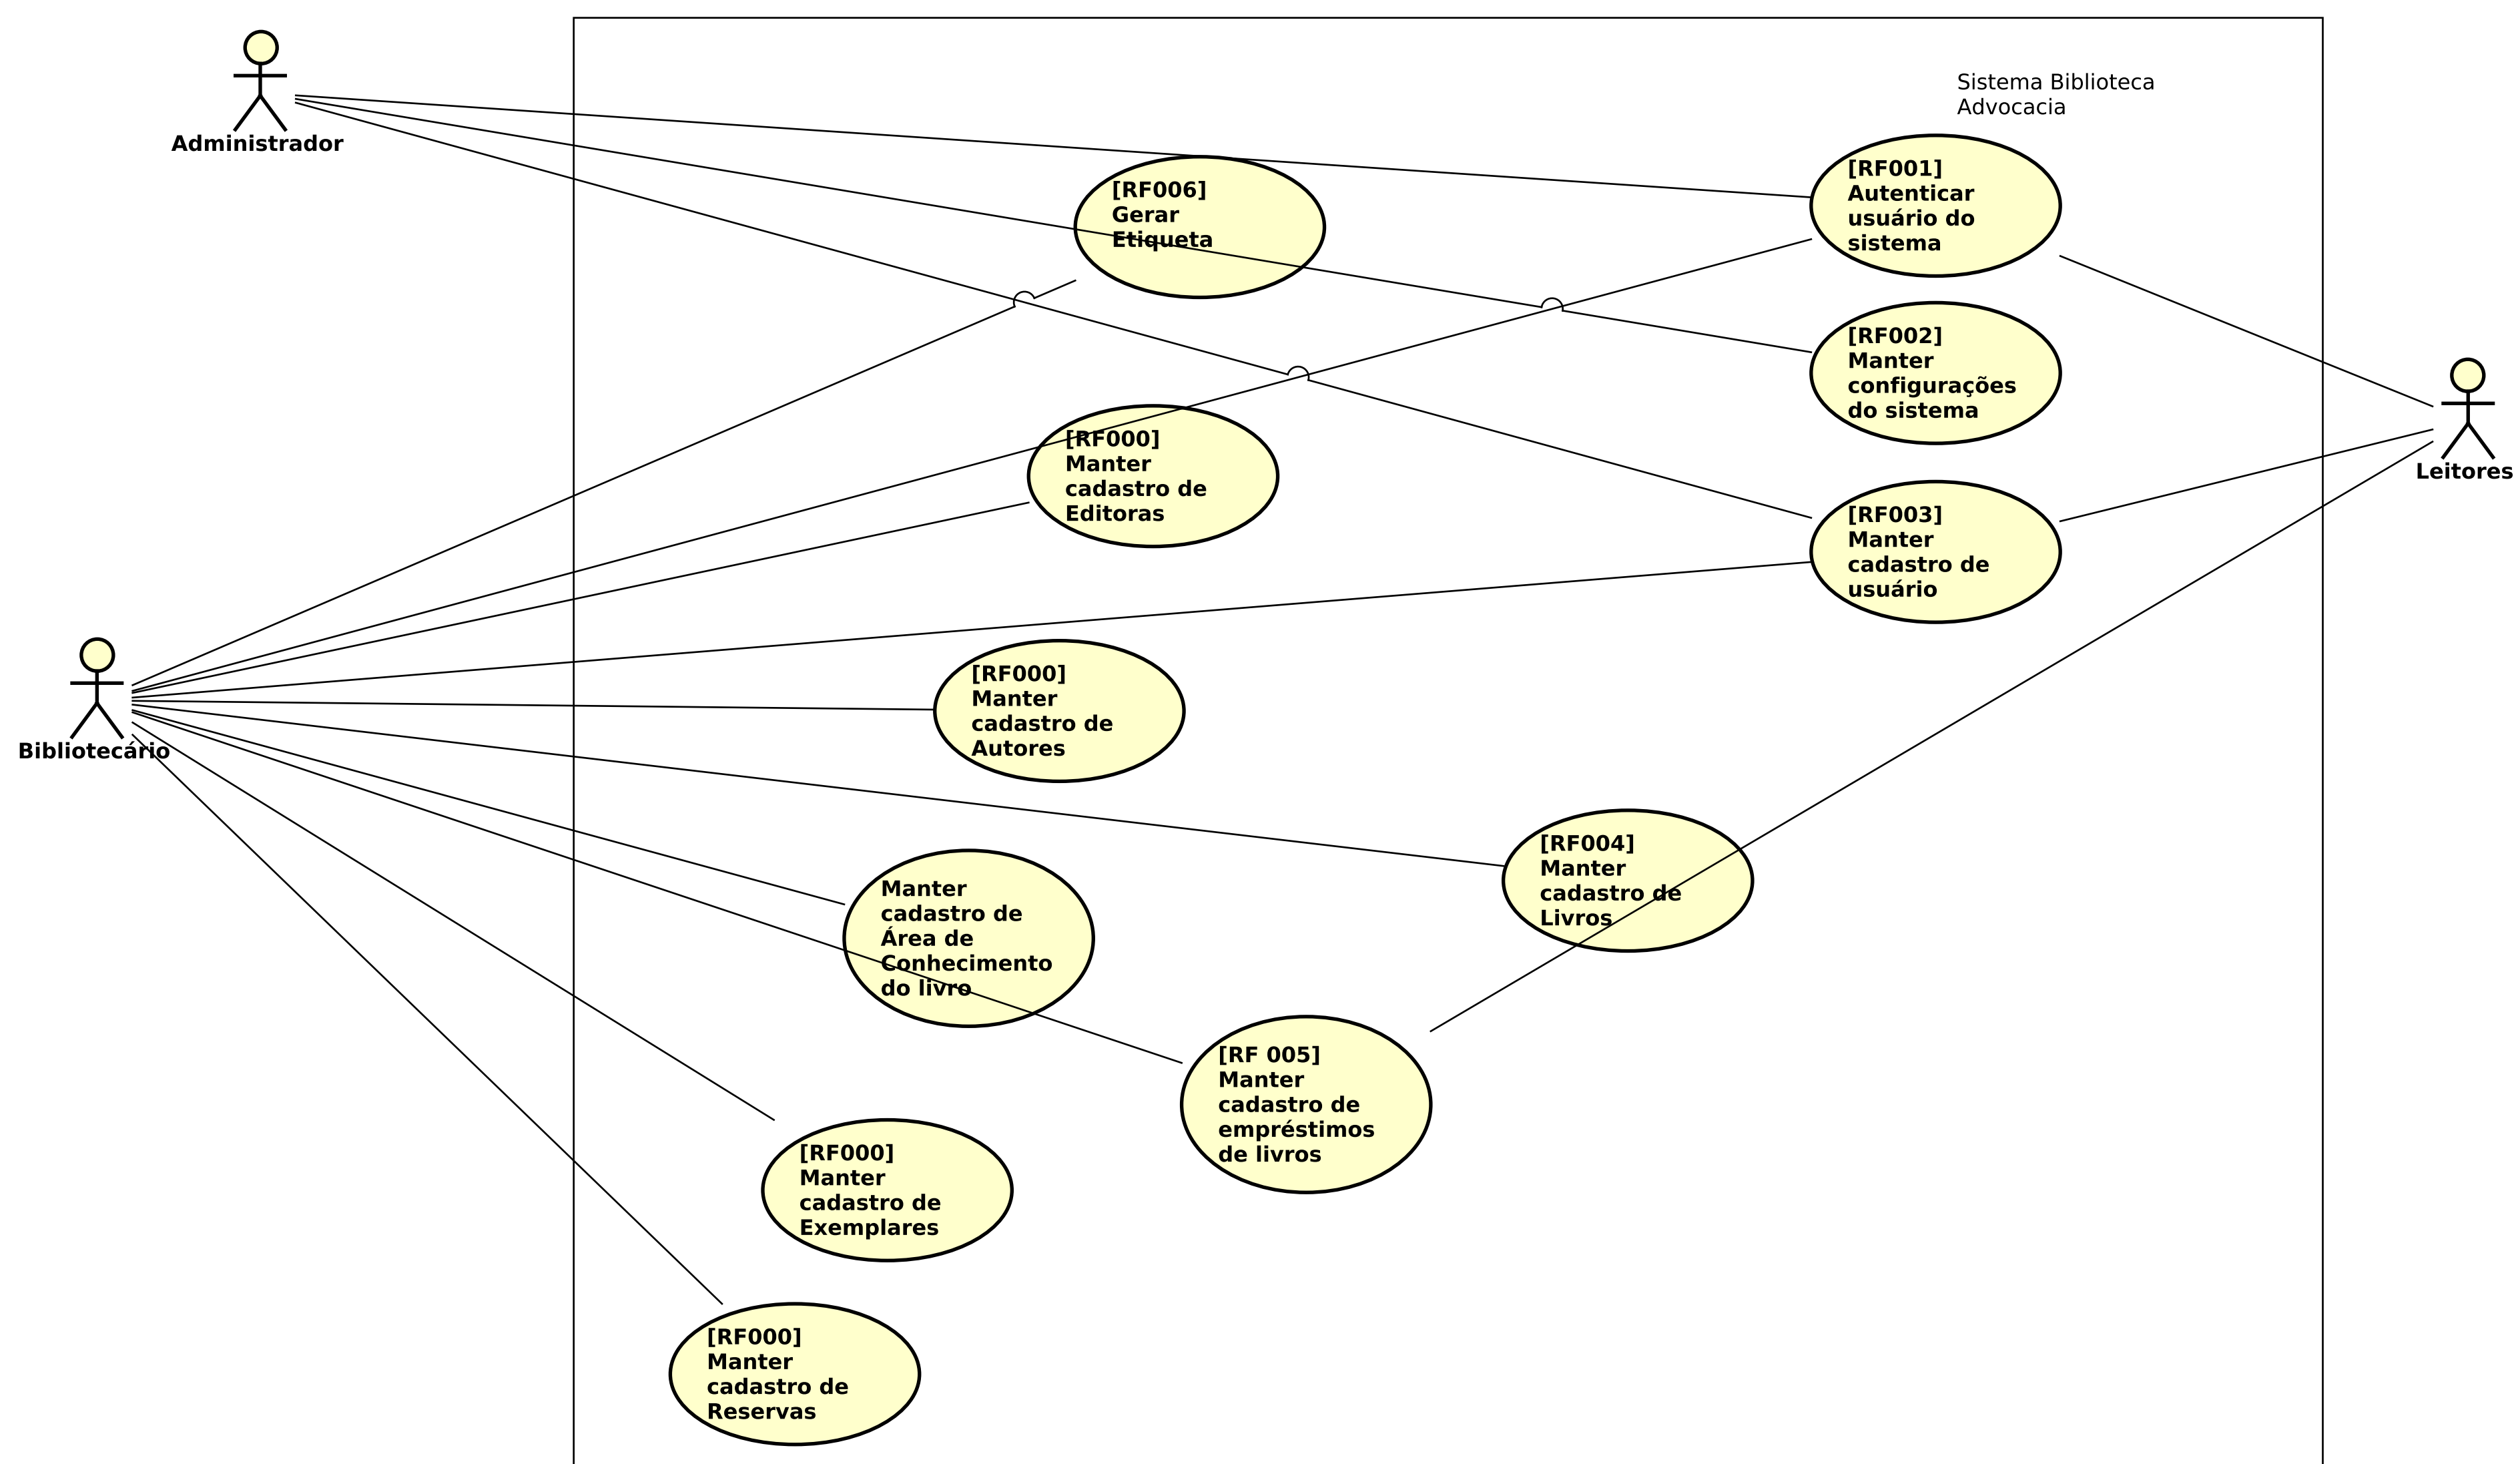 Sistema Biblioteca
Advocacia
Administrador
[RF001]
Autenticar
usuário do
sistema
[RF006]
Gerar
Etiqueta
[RF002]
Manter
configurações
do sistema
[RF000]
Manter
cadastro de
Editoras
Leitores
[RF003]
Manter
cadastro de
usuário
Bibliotecário
[RF000]
Manter
cadastro de
Autores
[RF004]
Manter
cadastro de
Livros
Manter
cadastro de
Área de
Conhecimento
do livro
[RF 005]
Manter
cadastro de
empréstimos
de livros
[RF000]
Manter
cadastro de
Exemplares
[RF000]
Manter
cadastro de
Reservas